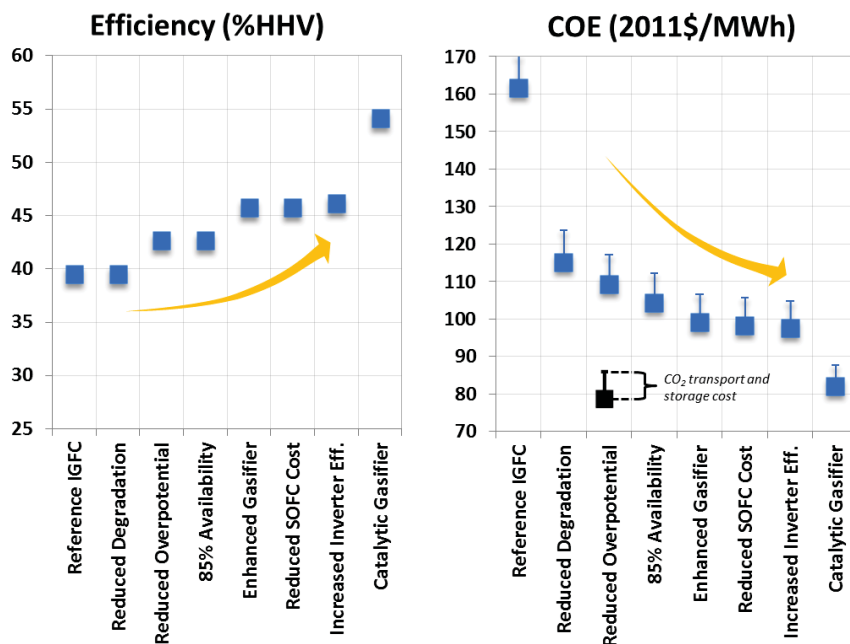 Efficiency (%HHV)
60
55
50
45
40
35
30
25
Reference IGFC
Reduced Degradation
Reduced Overpotential
85% Availability
Enhanced Gasifier
Reduced SOFC Cost
Increased Inverter Eff.
Catalytic Gasifier
COE (2011$/MWh)
170
160
150
140
130
120
110
100
90
80
70
CO₂ transport and
storage cost
Reference IGFC
Reduced Degradation
Reduced Overpotential
85% Availability
Enhanced Gasifier
Reduced SOFC Cost
Increased Inverter Eff.
Catalytic Gasifier